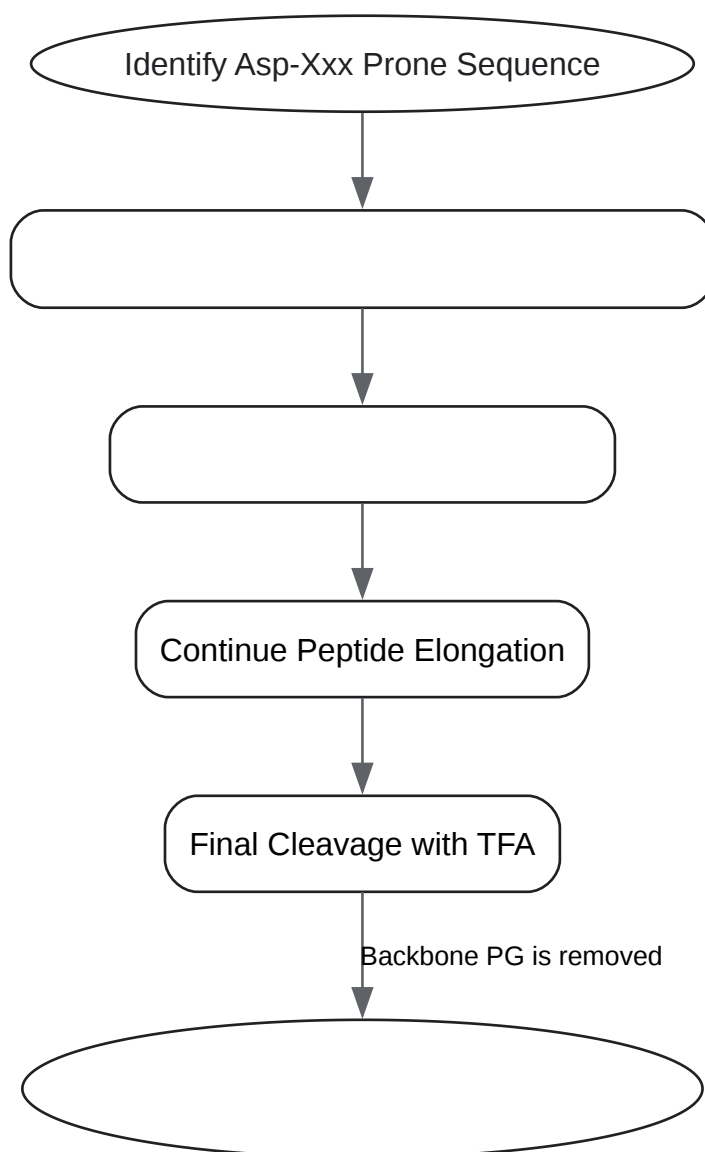 Identify Asp-Xxx Prone Sequence
Continue Peptide Elongation
Final Cleavage with TFA
Backbone PG is removed